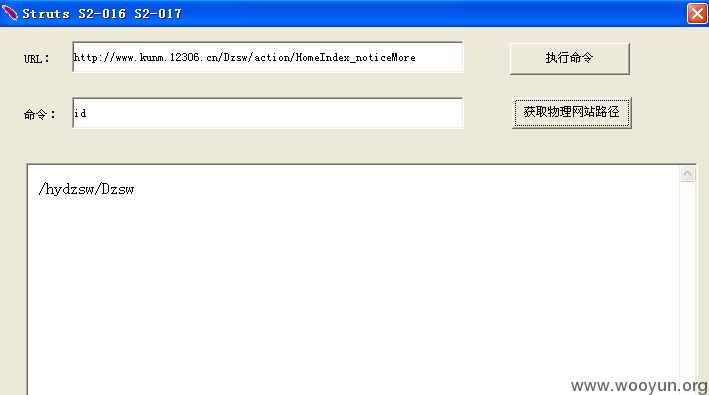 Struts S2-016 S2-017
URL: http://www.kunm.12306.cn/Dzsw/action/HomeIndex_noticeMore 执行命令
命令: id 获取物理网站路径
/hydzsw/Dzsw
www.wooyun.org